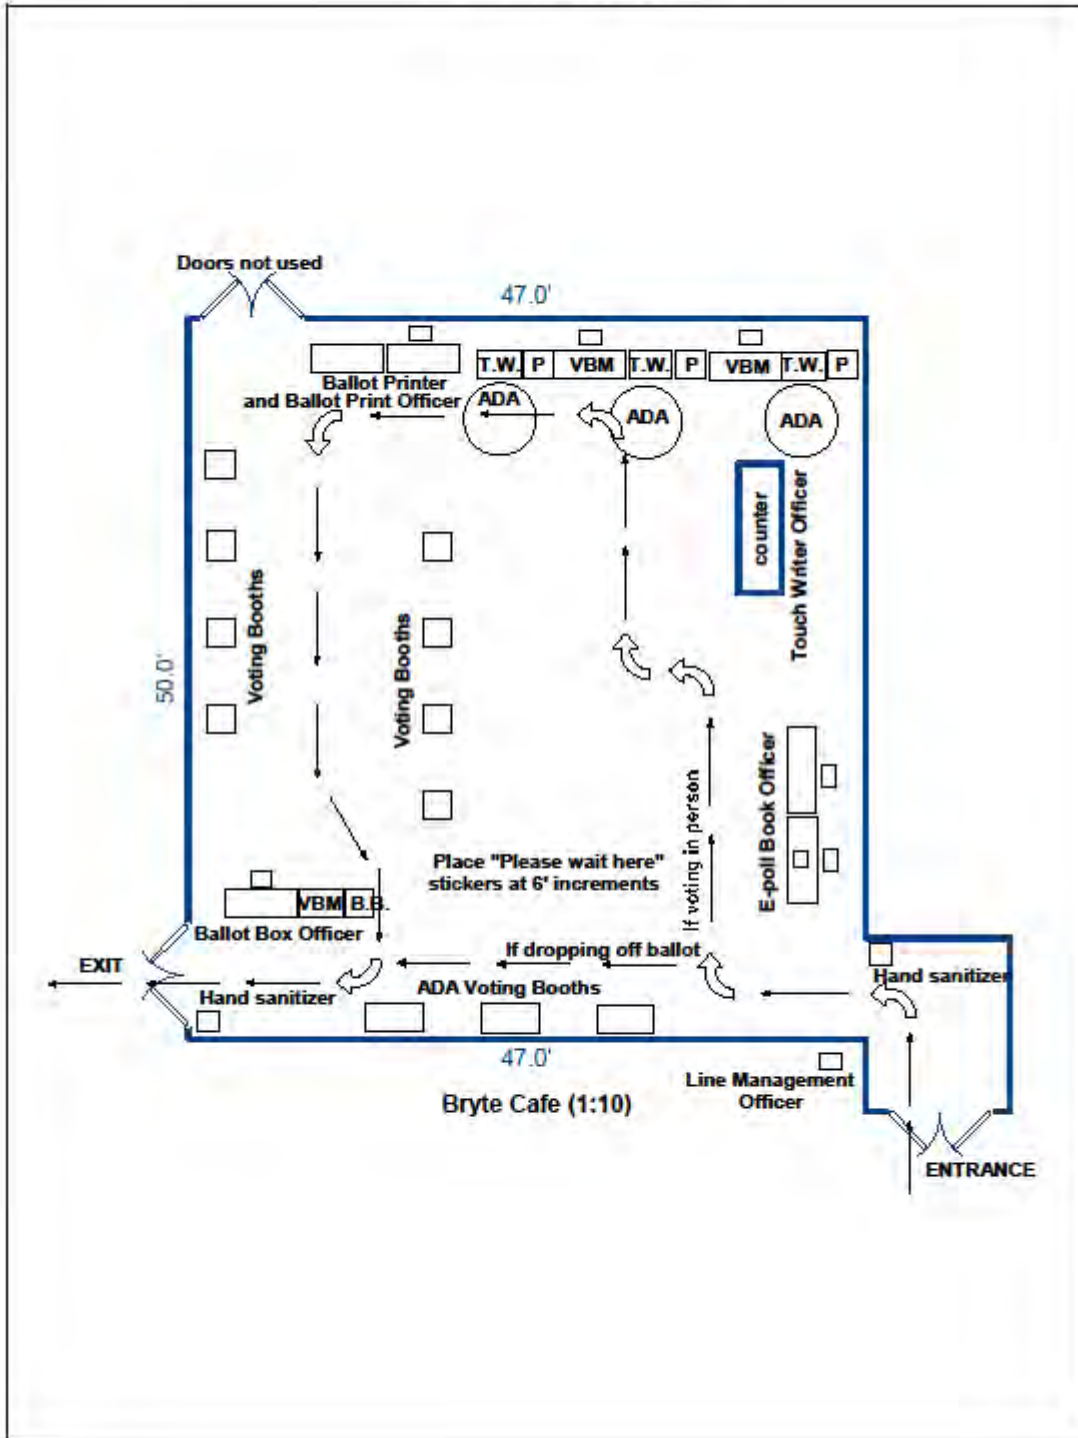 Doors not used
47.0'
T.W. P VBM T.W. P VBM T.W. P
Ballot Printer
and Ballot Print Officer
ADA
ADA
ADA
counter
Touch Writer Officer
Voting Booths
Voting Booths
50.0'
E-poll Book Officer
If voting in person
Place "Please wait here"
stickers at 6' increments
VBM B.B.
Ballot Box Officer
If dropping off ballot
EXIT
Hand sanitizer
Hand sanitizer
ADA Voting Booths
47.0'
Line Management
Officer
Bryte Cafe (1:10)
ENTRANCE